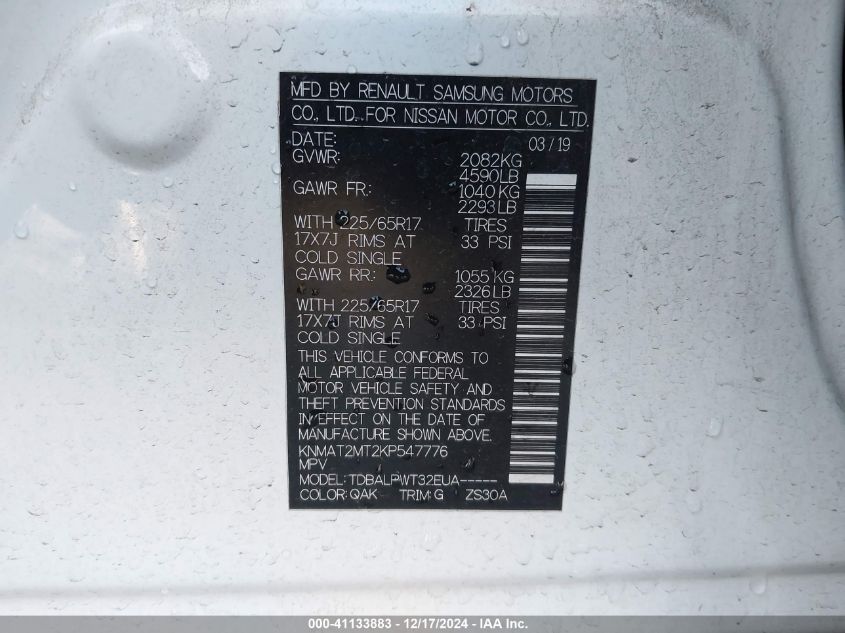 MFD BY RENAULT SAMSUNG MOTORS
CO., LTD. FOR NISSAN MOTOR CO., LTD.
DATE: 03/19
GVWR: 2082KG
4590LB
GAWR FR.: 1040KG
2293LB
WITH 225/65R17 TIRES
17X7J RIMS AT 33 PSI
COLD SINGLE
GAWR RR.: 1055KG
2326LB
WITH 225/65R17 TIRES
17X7J RIMS AT 33 PSI
COLD SINGLE
THIS VEHICLE CONFORMS TO
ALL APPLICABLE FEDERAL
MOTOR VEHICLE SAFETY AND
THEFT PREVENTION STANDARDS
IN EFFECT ON THE DATE OF
MANUFACTURE SHOWN ABOVE.
KNMAT2MT2KP547776
MPV
MODEL: TDBALPWT32EUA-----
COLOR: QAK TRIM: G ZS30A
000-41133883 - 12/17/2024 - IAA Inc.